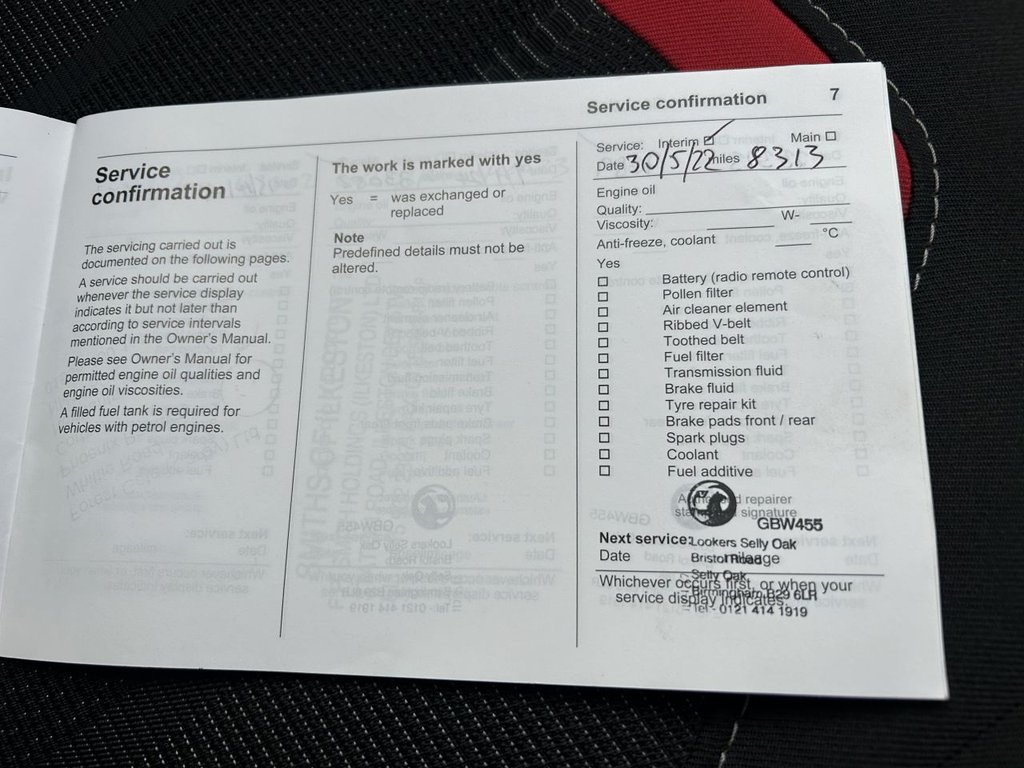 Service confirmation 7
Service
confirmation
The servicing carried out is
documented on the following pages.
A service should be carried out
whenever the service display
indicates it but not later than
according to service intervals
mentioned in the Owner's Manual.
Please see Owner's Manual for
permitted engine oil qualities and
engine oil viscosities.
A filled fuel tank is required for
vehicles with petrol engines.
The work is marked with yes
Yes = was exchanged or
replaced
Note
Predefined details must not be
altered.
Service: Interim ☑ Main ☐
Date 30/5/22 miles 8313
Engine oil
Quality:
Viscosity: W-
Anti-freeze, coolant °C
Yes
☐ Battery (radio remote control)
☐ Pollen filter
☐ Air cleaner element
☐ Ribbed V-belt
☐ Toothed belt
☐ Fuel filter
☐ Transmission fluid
☐ Brake fluid
☐ Tyre repair kit
☐ Brake pads front / rear
☐ Spark plugs
☐ Coolant
☐ Fuel additive
repairer
signature
GBW455
Next service: Lookers Selly Oak
Date Bristol Road
Selly Oak
Whichever occurs first, or when your
Birmingham B29 6LR
service display indicates.
Tel - 0121 414 1919